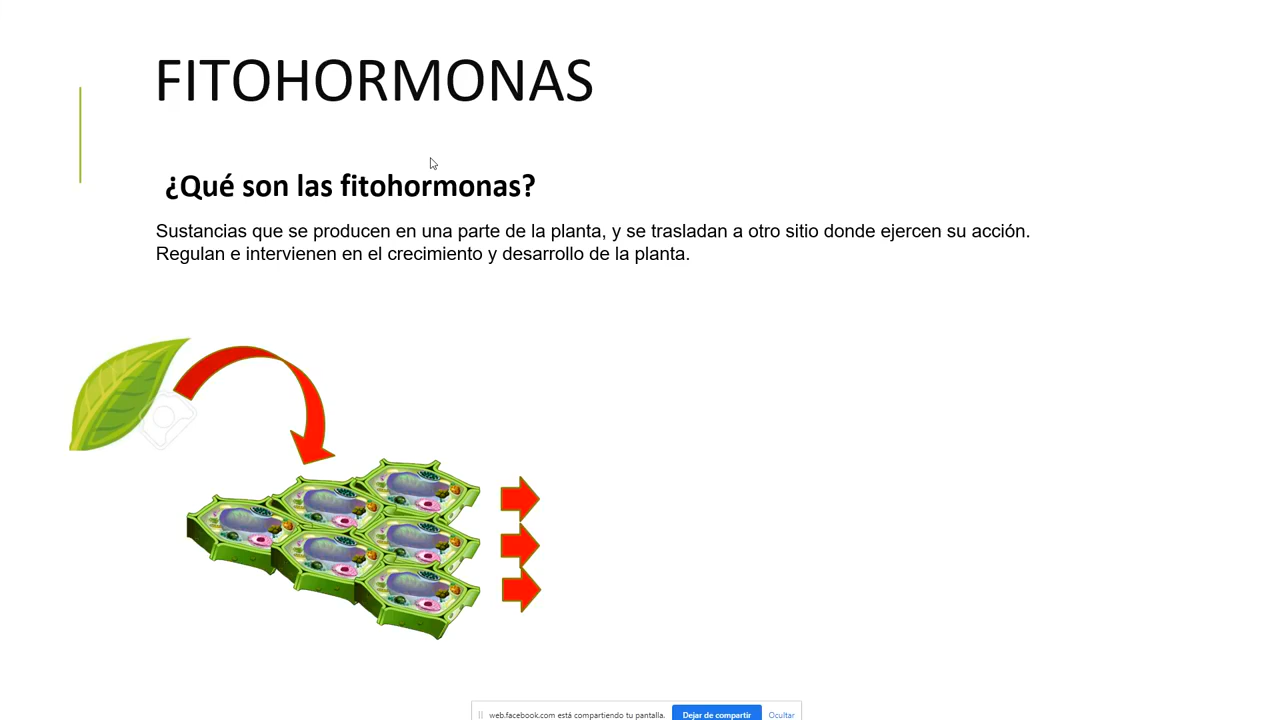 FITOHORMONAS
¿Qué son las fitohormonas?
Sustancias que se producen en una parte de la planta, y se trasladan a otro sitio donde ejercen su acción.
Regulan e intervienen en el crecimiento y desarrollo de la planta.
web.facebook.com está compartiendo tu pantalla. Dejar de compartir Ocultar